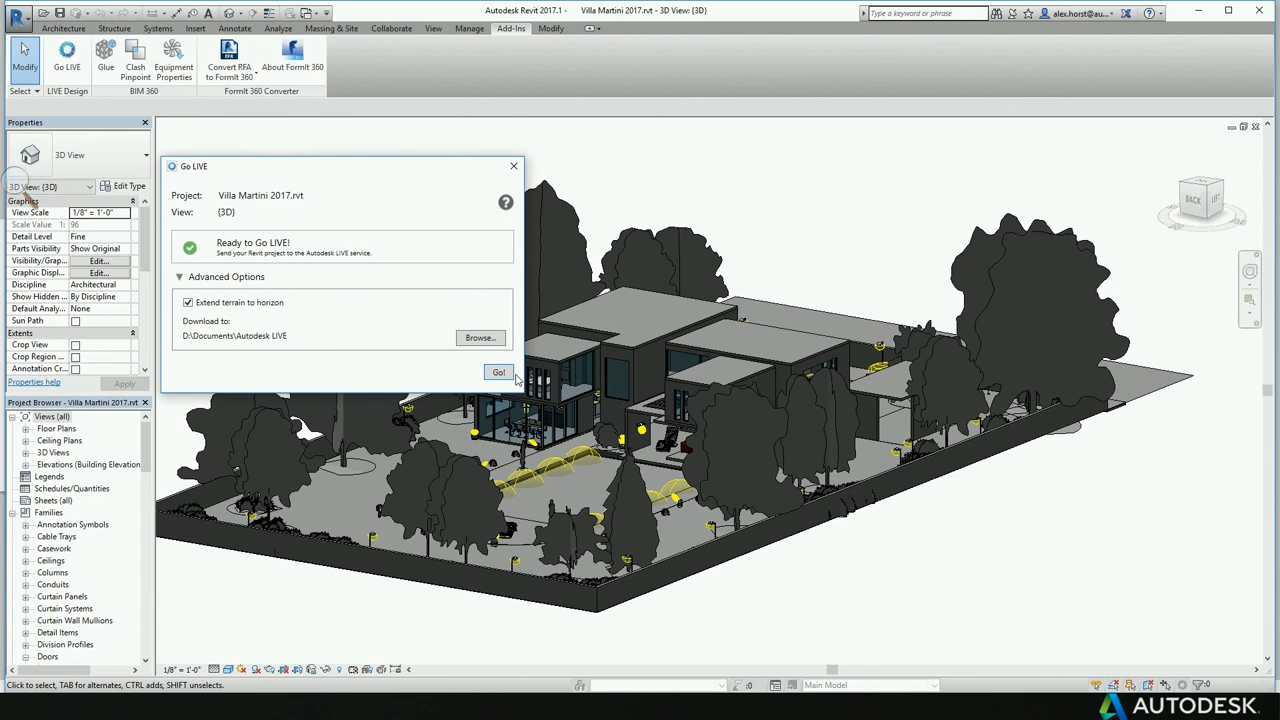 Autodesk Revit 2017.1 - Villa Martini 2017.rvt - 3D View: {3D}
Type a keyword or phrase
alex.horst@au...
Architecture Structure Systems Insert Annotate Analyze Massing & Site Collaborate View Manage Add-Ins Modify
Modify
Go LIVE
Glue
Clash
Pinpoint
Equipment
Properties
Convert RFA
to FormIt 360
About FormIt 360
Select LIVE Design BIM 360 FormIt 360 Converter
Properties
3D View
3D View: {3D} Edit Type
Graphics
View Scale 1/8" = 1'-0"
Scale Value 1: 96
Detail Level Fine
Parts Visibility Show Original
Visibility/Grap... Edit...
Graphic Displ... Edit...
Discipline Architectural
Show Hidden ... By Discipline
Default Analy... None
Sun Path
Extents
Crop View
Crop Region ...
Annotation Cr...
Properties help Apply
Project Browser - Villa Martini 2017.rvt
Views (all)
Floor Plans
Ceiling Plans
3D Views
Elevations (Building Elevation
Legends
Schedules/Quantities
Sheets (all)
Families
Annotation Symbols
Cable Trays
Casework
Ceilings
Columns
Conduits
Curtain Panels
Curtain Systems
Curtain Wall Mullions
Detail Items
Division Profiles
Doors
Go LIVE
Project: Villa Martini 2017.rvt
View: {3D}
Ready to Go LIVE!
Send your Revit project to the Autodesk LIVE service.
Advanced Options
Extend terrain to horizon
Download to:
D:\Documents\Autodesk LIVE
Browse...
Go!
BACK LEFT
1/8" = 1'-0"
Click to select, TAB for alternates, CTRL adds, SHIFT unselects.
:0
Main Model
:0
AUTODESK.